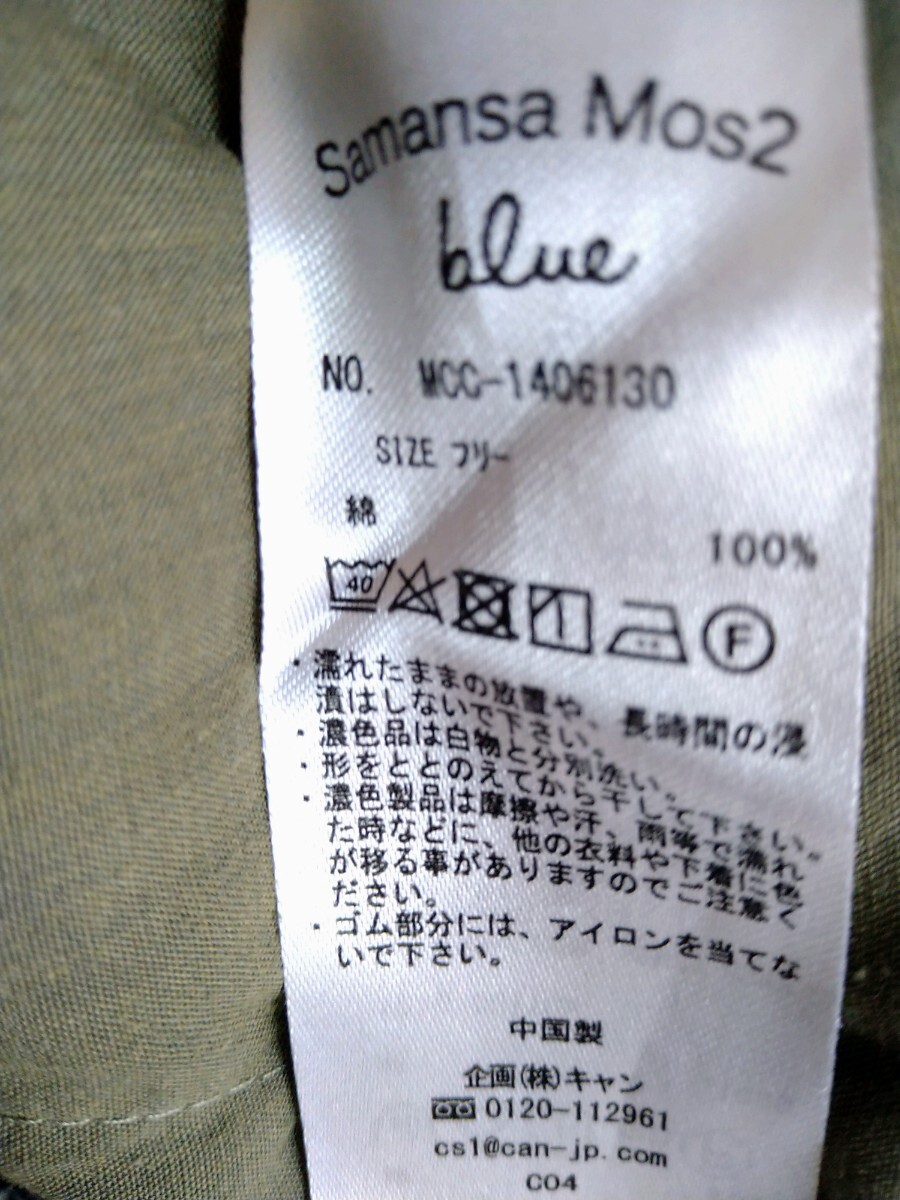 Samansa Mos2
blue
NO. MCC-1406130
SIZE フリー
綿 100%
40 F
・濡れたままの放置や、長時間の浸
漬はしないで下さい。
・濃色品は白物と分別洗い。
・形をととのえてから干して下さい。
・濃色製品は摩擦や汗、雨等で濡れ
た時などに、他の衣料や下着に色
が移る事がありますのでご注意く
ださい。
・ゴム部分には、アイロンを当てな
いで下さい。
中国製
企画(株)キャン
0120-112961
cs1@can-jp.com
C04